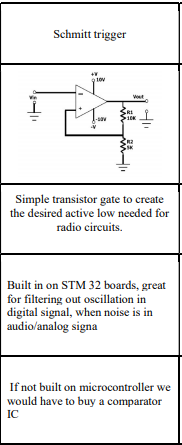 Schmitt trigger
+V
10V
Vin
Vout
R1
10K
-10V
-V
R2
5K
Simple transistor gate to create
the desired active low needed for
radio circuits.
Built in on STM 32 boards, great
for filtering out oscillation in
digital signal, when noise is in
audio/analog signa
If not built on microcontroller we
would have to buy a comparator
IC